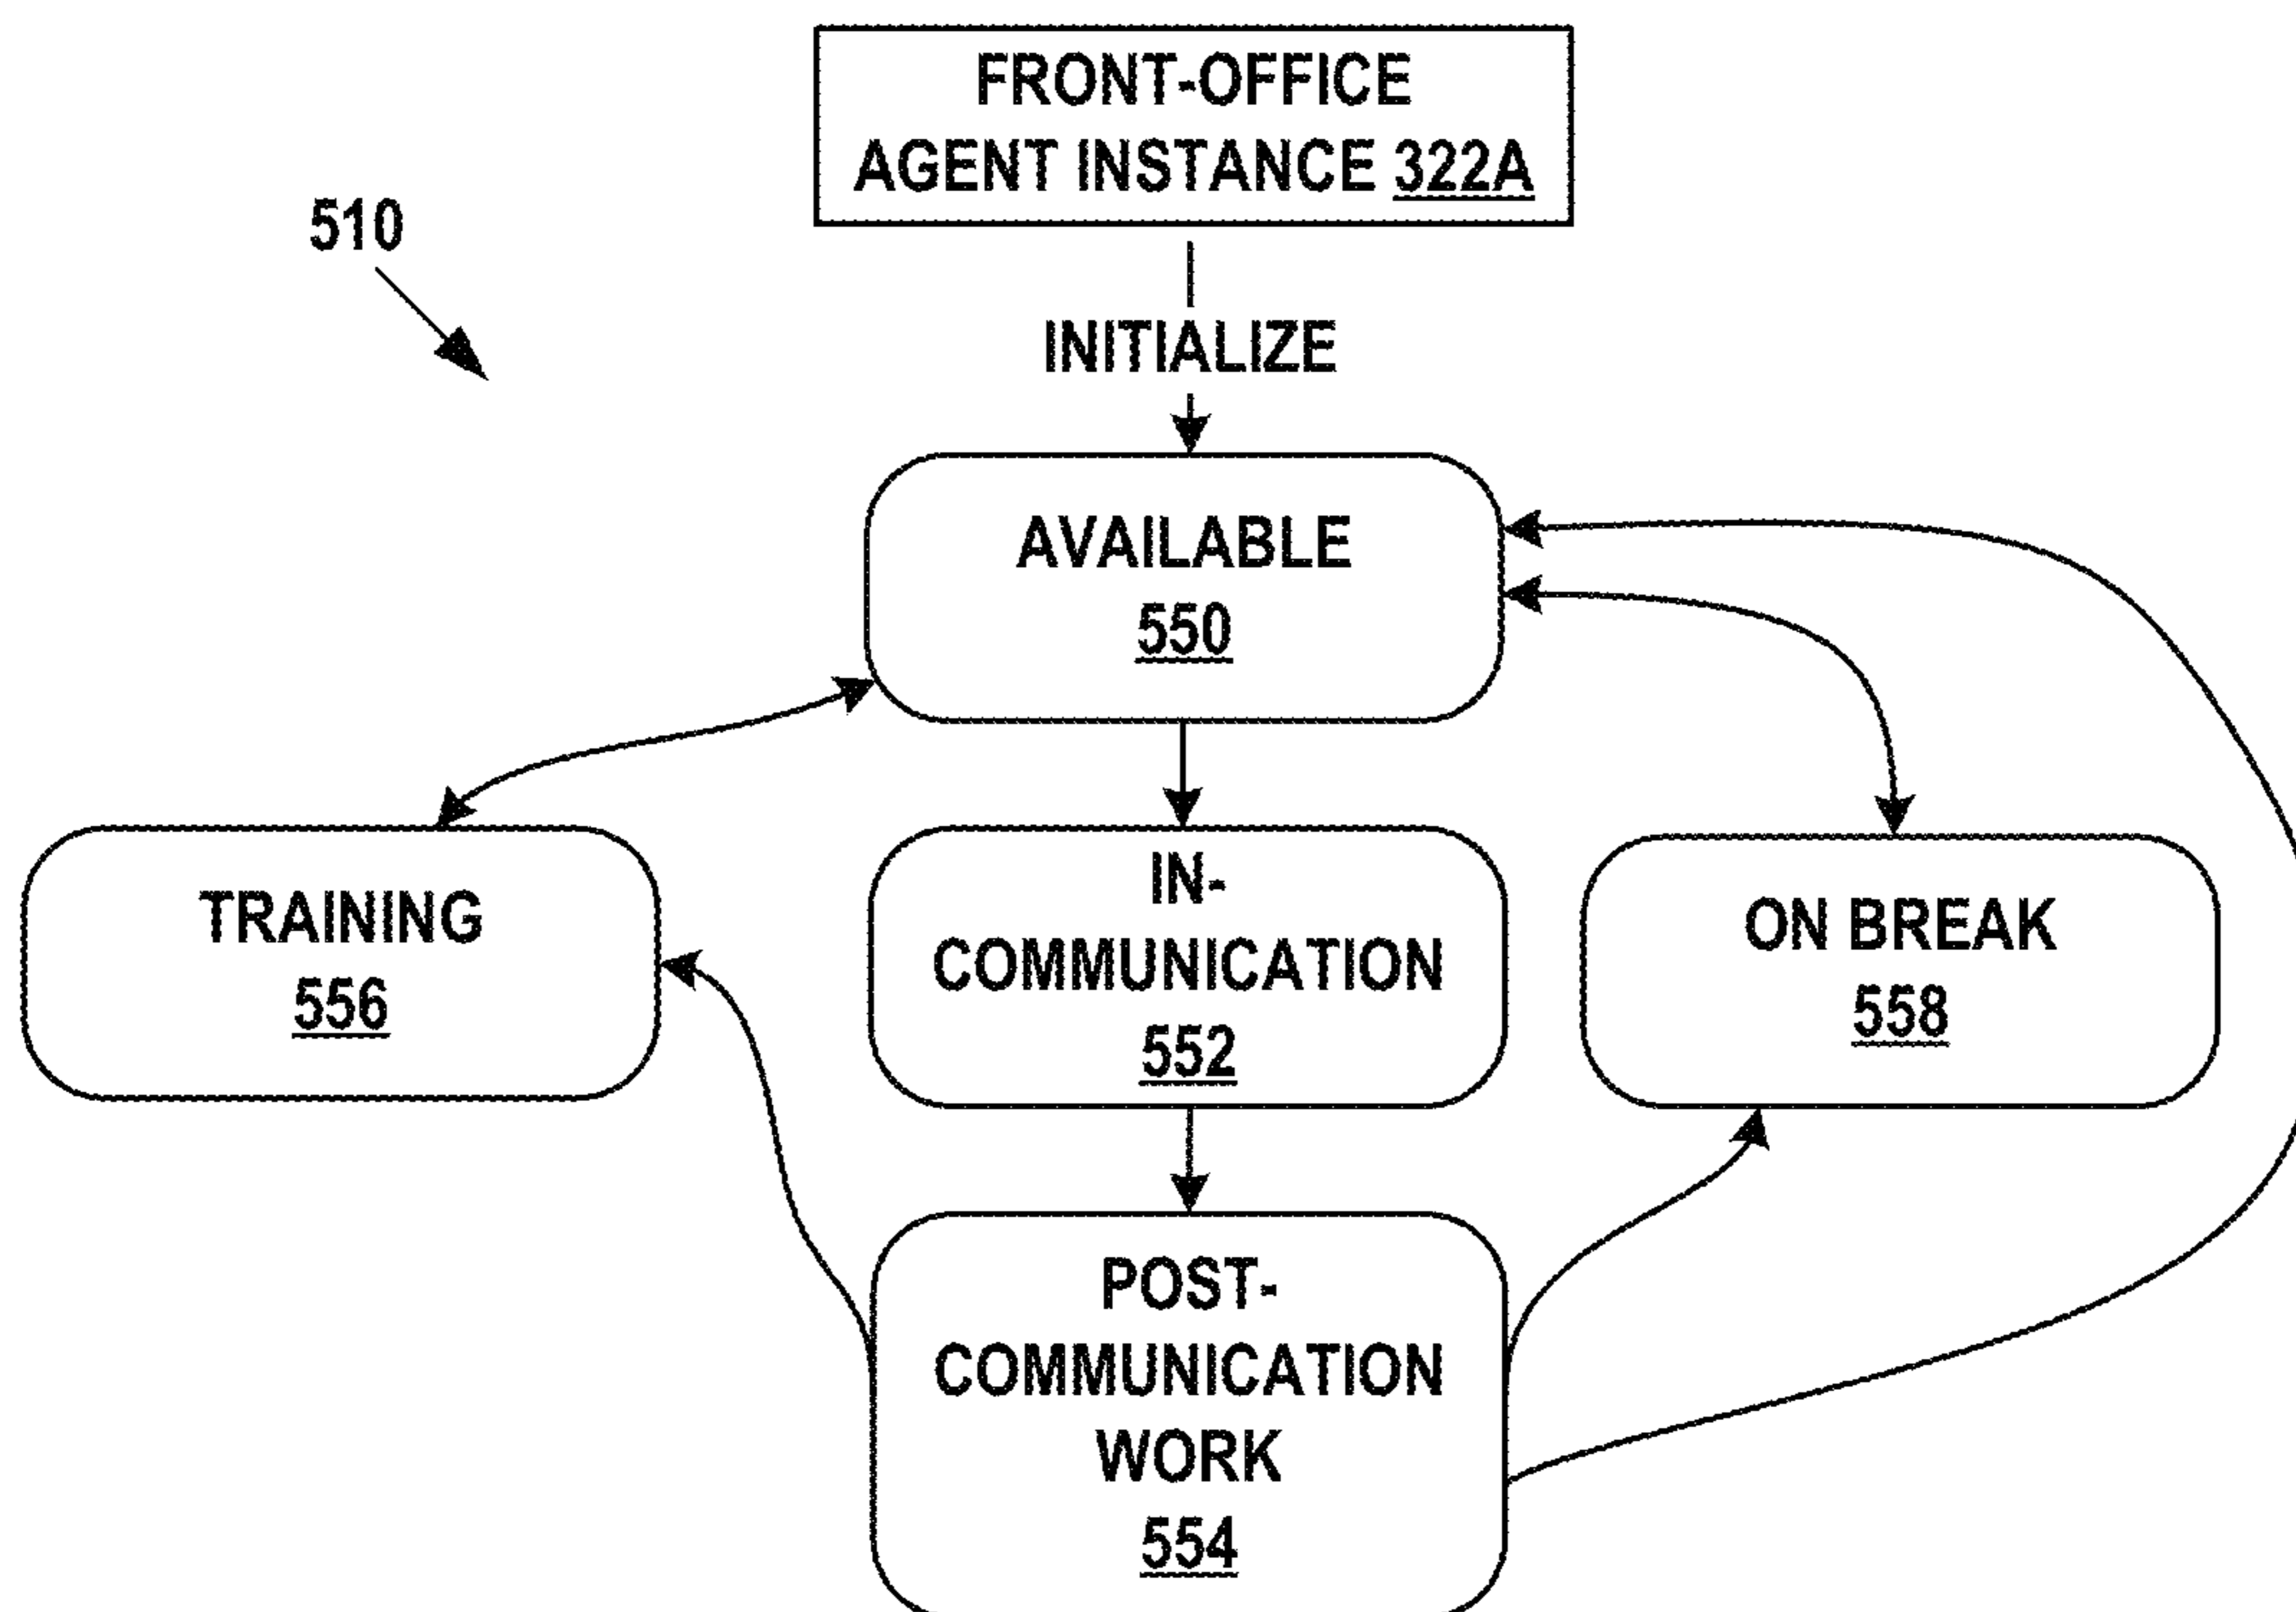 FRONT-OFFICE
AGENT INSTANCE 322A
510
INITIALIZE
AVAILABLE
550
TRAINING
556
IN-
COMMUNICATION
552
ON BREAK
558
POST-
COMMUNICATION
WORK
554